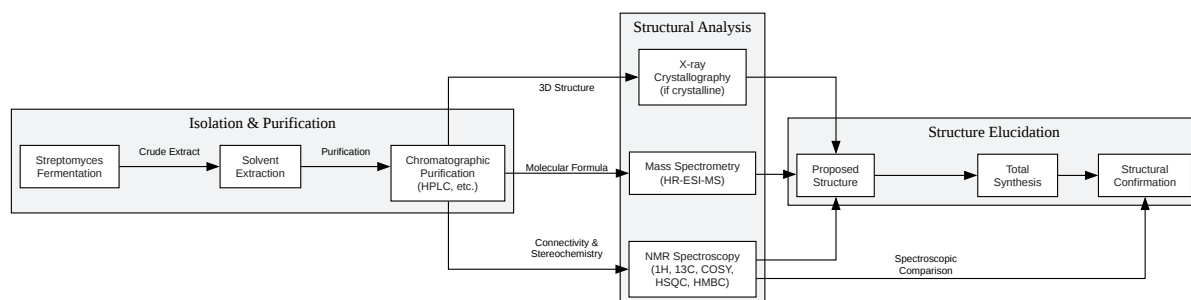 Structural Analysis
X-ray
Crystallography
(if crystalline)
3D Structure
Isolation & Purification
Structure Elucidation
Streptomyces
Fermentation
Crude Extract
Solvent
Extraction
Purification
Chromatographic
Purification
(HPLC, etc.)
Molecular Formula
Mass Spectrometry
(HR-ESI-MS)
Proposed
Structure
Total
Synthesis
Structural
Confirmation
Connectivity &
Stereochemistry
NMR Spectroscopy
(1H, 13C, COSY,
HSQC, HMBC)
Spectroscopic
Comparison